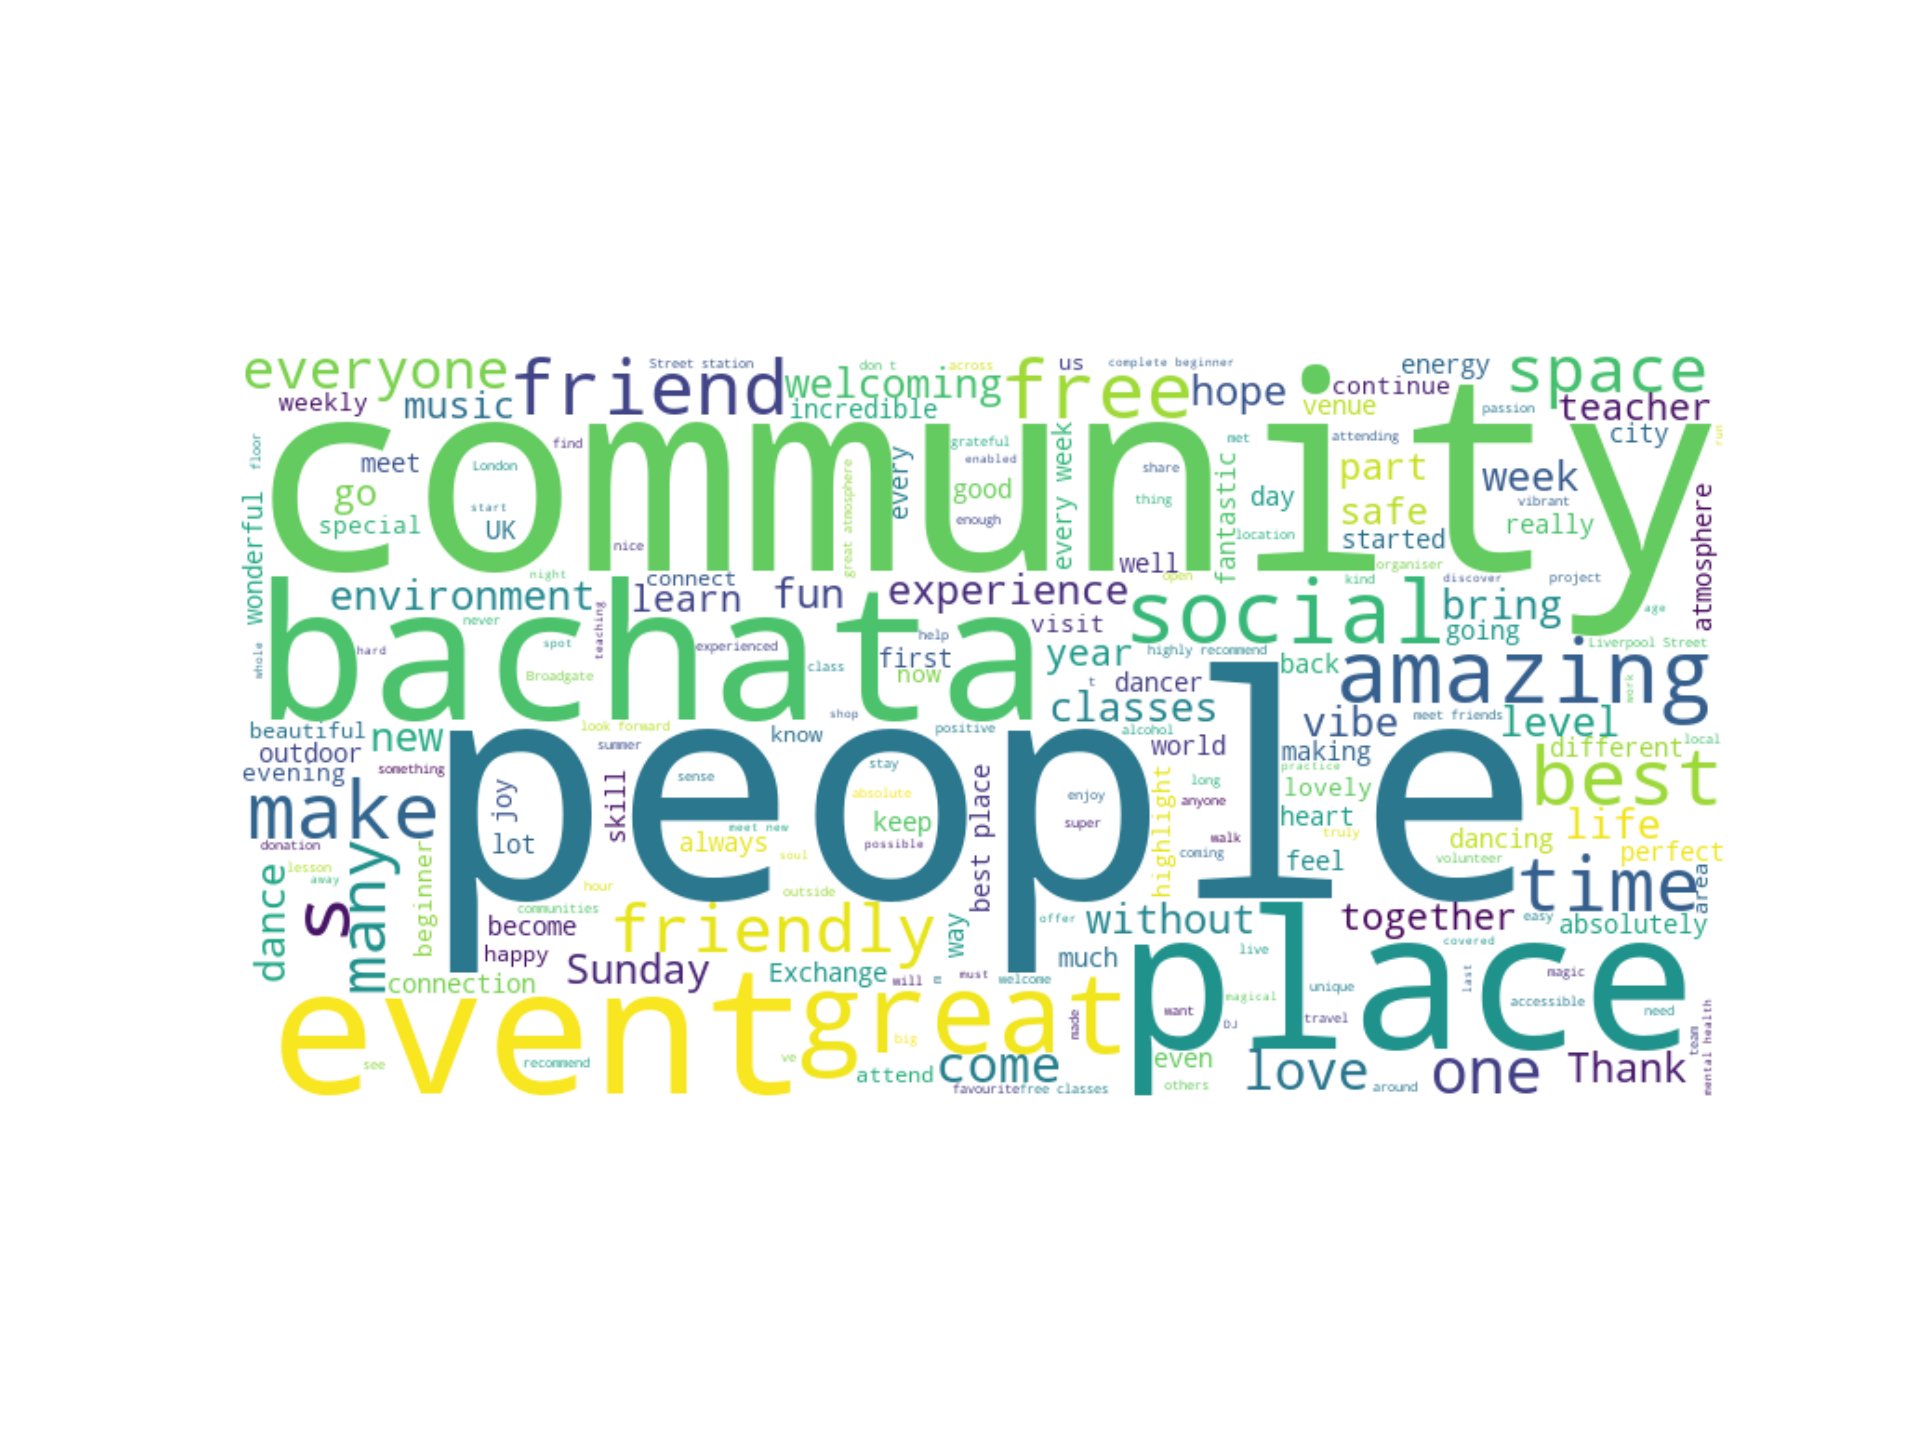 everyone
friend
Street station
welcoming
don t
across
free
us
complete beginner
hope
energy
continue
space
weekly
music
incredible
venue
passion
teacher
community
floor
meet
London
find
go
start
special
UK
nice
great atmosphere
every
grateful
enabled
good
enough
every week
met
share
thing
fantastic
day
location
attending
part
safe
started
week
vibrant
really
city
run
wonderful
atmosphere
night
connect
well
open
organiser
kind
discover
project
environment
learn
fun
experience
social
bring
age
bachata
never
teaching
visit
going
whole
hard
spot
experienced
help
first
year
highly recommend
back
amazing
Liverpool Street
Broadgate
class
now
t
dancer
work
people
beautiful
new
look forward
shop
positive
classes
alcohol
vibe
meet friends
level
outdoor
summer
know
world
making
different
local
evening
something
sense
stay
best place
highlight
long
practice
lovely
best
make
joy
skill
absolute
enjoy
anyone
heart
life
donation
lot
meet new
always
keep
possible
super
walk
truly
dancing
perfect
lesson
away
many
beginner
soul
coming
feel
volunteer
time
area
dance
s
hour
outside
communities
become
friendly
way
offer
without
together
easy
absolutely
happy
Sunday
Exchange
will
m
must
welcome
much
live
covered
place
connection
event
great
magical
unique
last
magic
want
DJ
travel
accessible
need
made
big
see
recommend
ve
attend
come
even
love
around
one
Thank
team
mental health
favourite
free classes
others